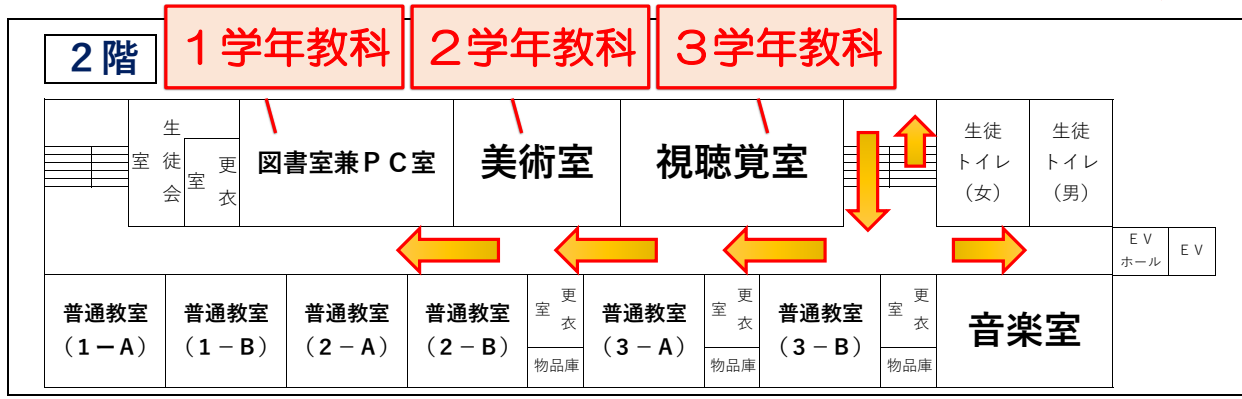 2階
1学年教科
2学年教科
3学年教科
生徒会室
更衣室
図書室兼PC室
美術室
視聴覚室
生徒
トイレ
(女)
生徒
トイレ
(男)
EV
ホール
EV
普通教室
(1ーA)
普通教室
(1-B)
普通教室
(2-A)
普通教室
(2-B)
更衣室
物品庫
普通教室
(3-A)
更衣室
物品庫
普通教室
(3-B)
更衣室
物品庫
音楽室